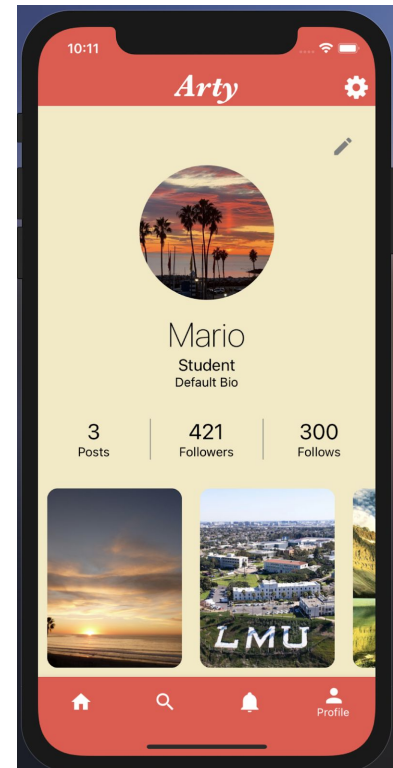 10:11
Arty
Mario
Student
Default Bio
3 421 300
Posts Followers Follows
LMU
Profile